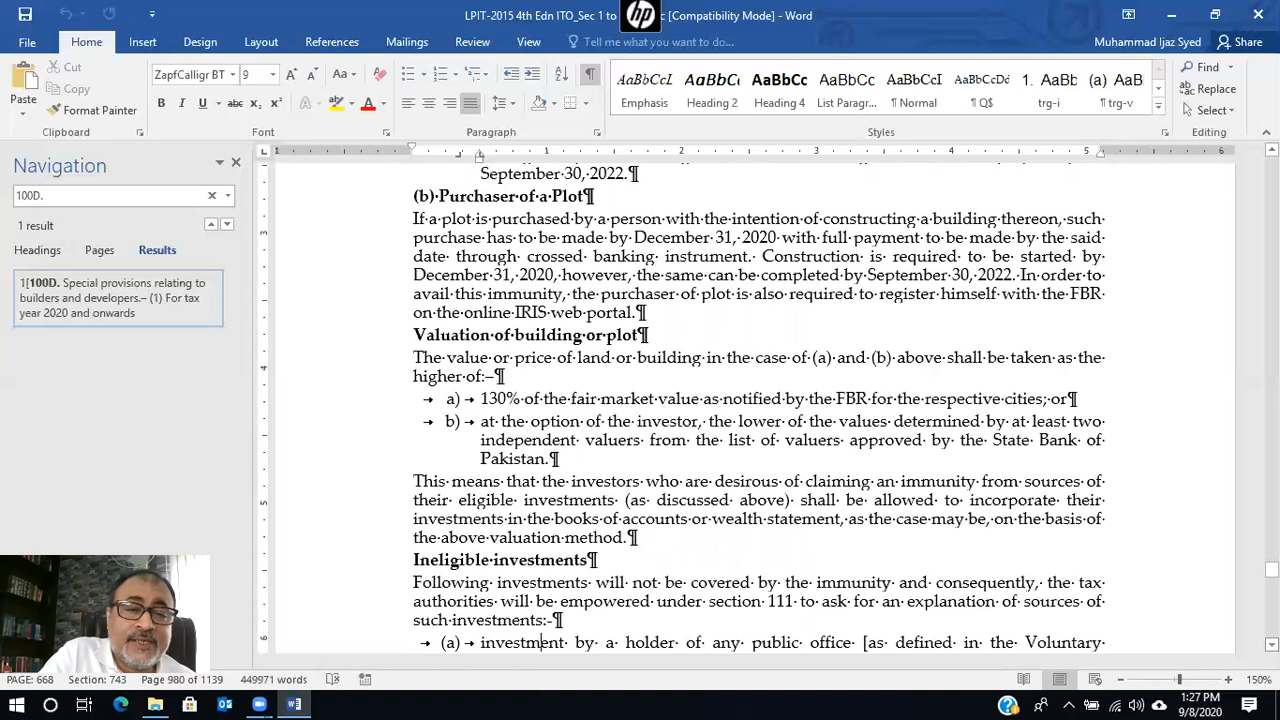 LPIT-2015 4th Edn ITO_Sec 1 to [Compatibility Mode] - Word
hp
File Home Insert Design Layout References Mailings Review View Tell me what you want to do... Muhammad Ijaz Syed Share
Paste
Cut
Copy
Format Painter
ZapfCalligr BT 9
Clipboard Font Paragraph Styles Editing
AaBbCcL AaBbC AaBbCc AaBbCc AaBbCc AaBbCcDd 1. AaBb (a) AaB
Emphasis Heading 2 Heading List Paragr... ¶ Normal ¶ Q$ trg-i ¶ trg-v
Find
Replace
Select
Navigation
100D.
1 result
Headings Pages Results
1[100D. Special provisions relating to
builders and developers.– (1) For tax
year 2020 and onwards
September 30, 2022.¶
(b) Purchaser of a Plot¶
If a plot is purchased by a person with the intention of constructing a building thereon, such
purchase has to be made by December 31, 2020 with full payment to be made by the said
date through crossed banking instrument. Construction is required to be started by
December 31, 2020, however, the same can be completed by September 30, 2022. In order to
avail this immunity, the purchaser of plot is also required to register himself with the FBR
on the online IRIS web portal.¶
Valuation of building or plot¶
The value or price of land or building in the case of (a) and (b) above shall be taken as the
higher of:–¶
a) 130% of the fair market value as notified by the FBR for the respective cities; or¶
b) at the option of the investor, the lower of the values determined by at least two
independent valuers from the list of valuers approved by the State Bank of
Pakistan.¶
This means that the investors who are desirous of claiming an immunity from sources of
their eligible investments (as discussed above) shall be allowed to incorporate their
investments in the books of accounts or wealth statement, as the case may be, on the basis of
the above valuation method.¶
Ineligible investments¶
Following investments will not be covered by the immunity and consequently, the tax
authorities will be empowered under section 111 to ask for an explanation of sources of
such investments:-¶
(a) investment by a holder of any public office [as defined in the Voluntary
PAGE: 668 Section: 743 Page 980 of 1139 449971 words 150%
1:27 PM
9/8/2020